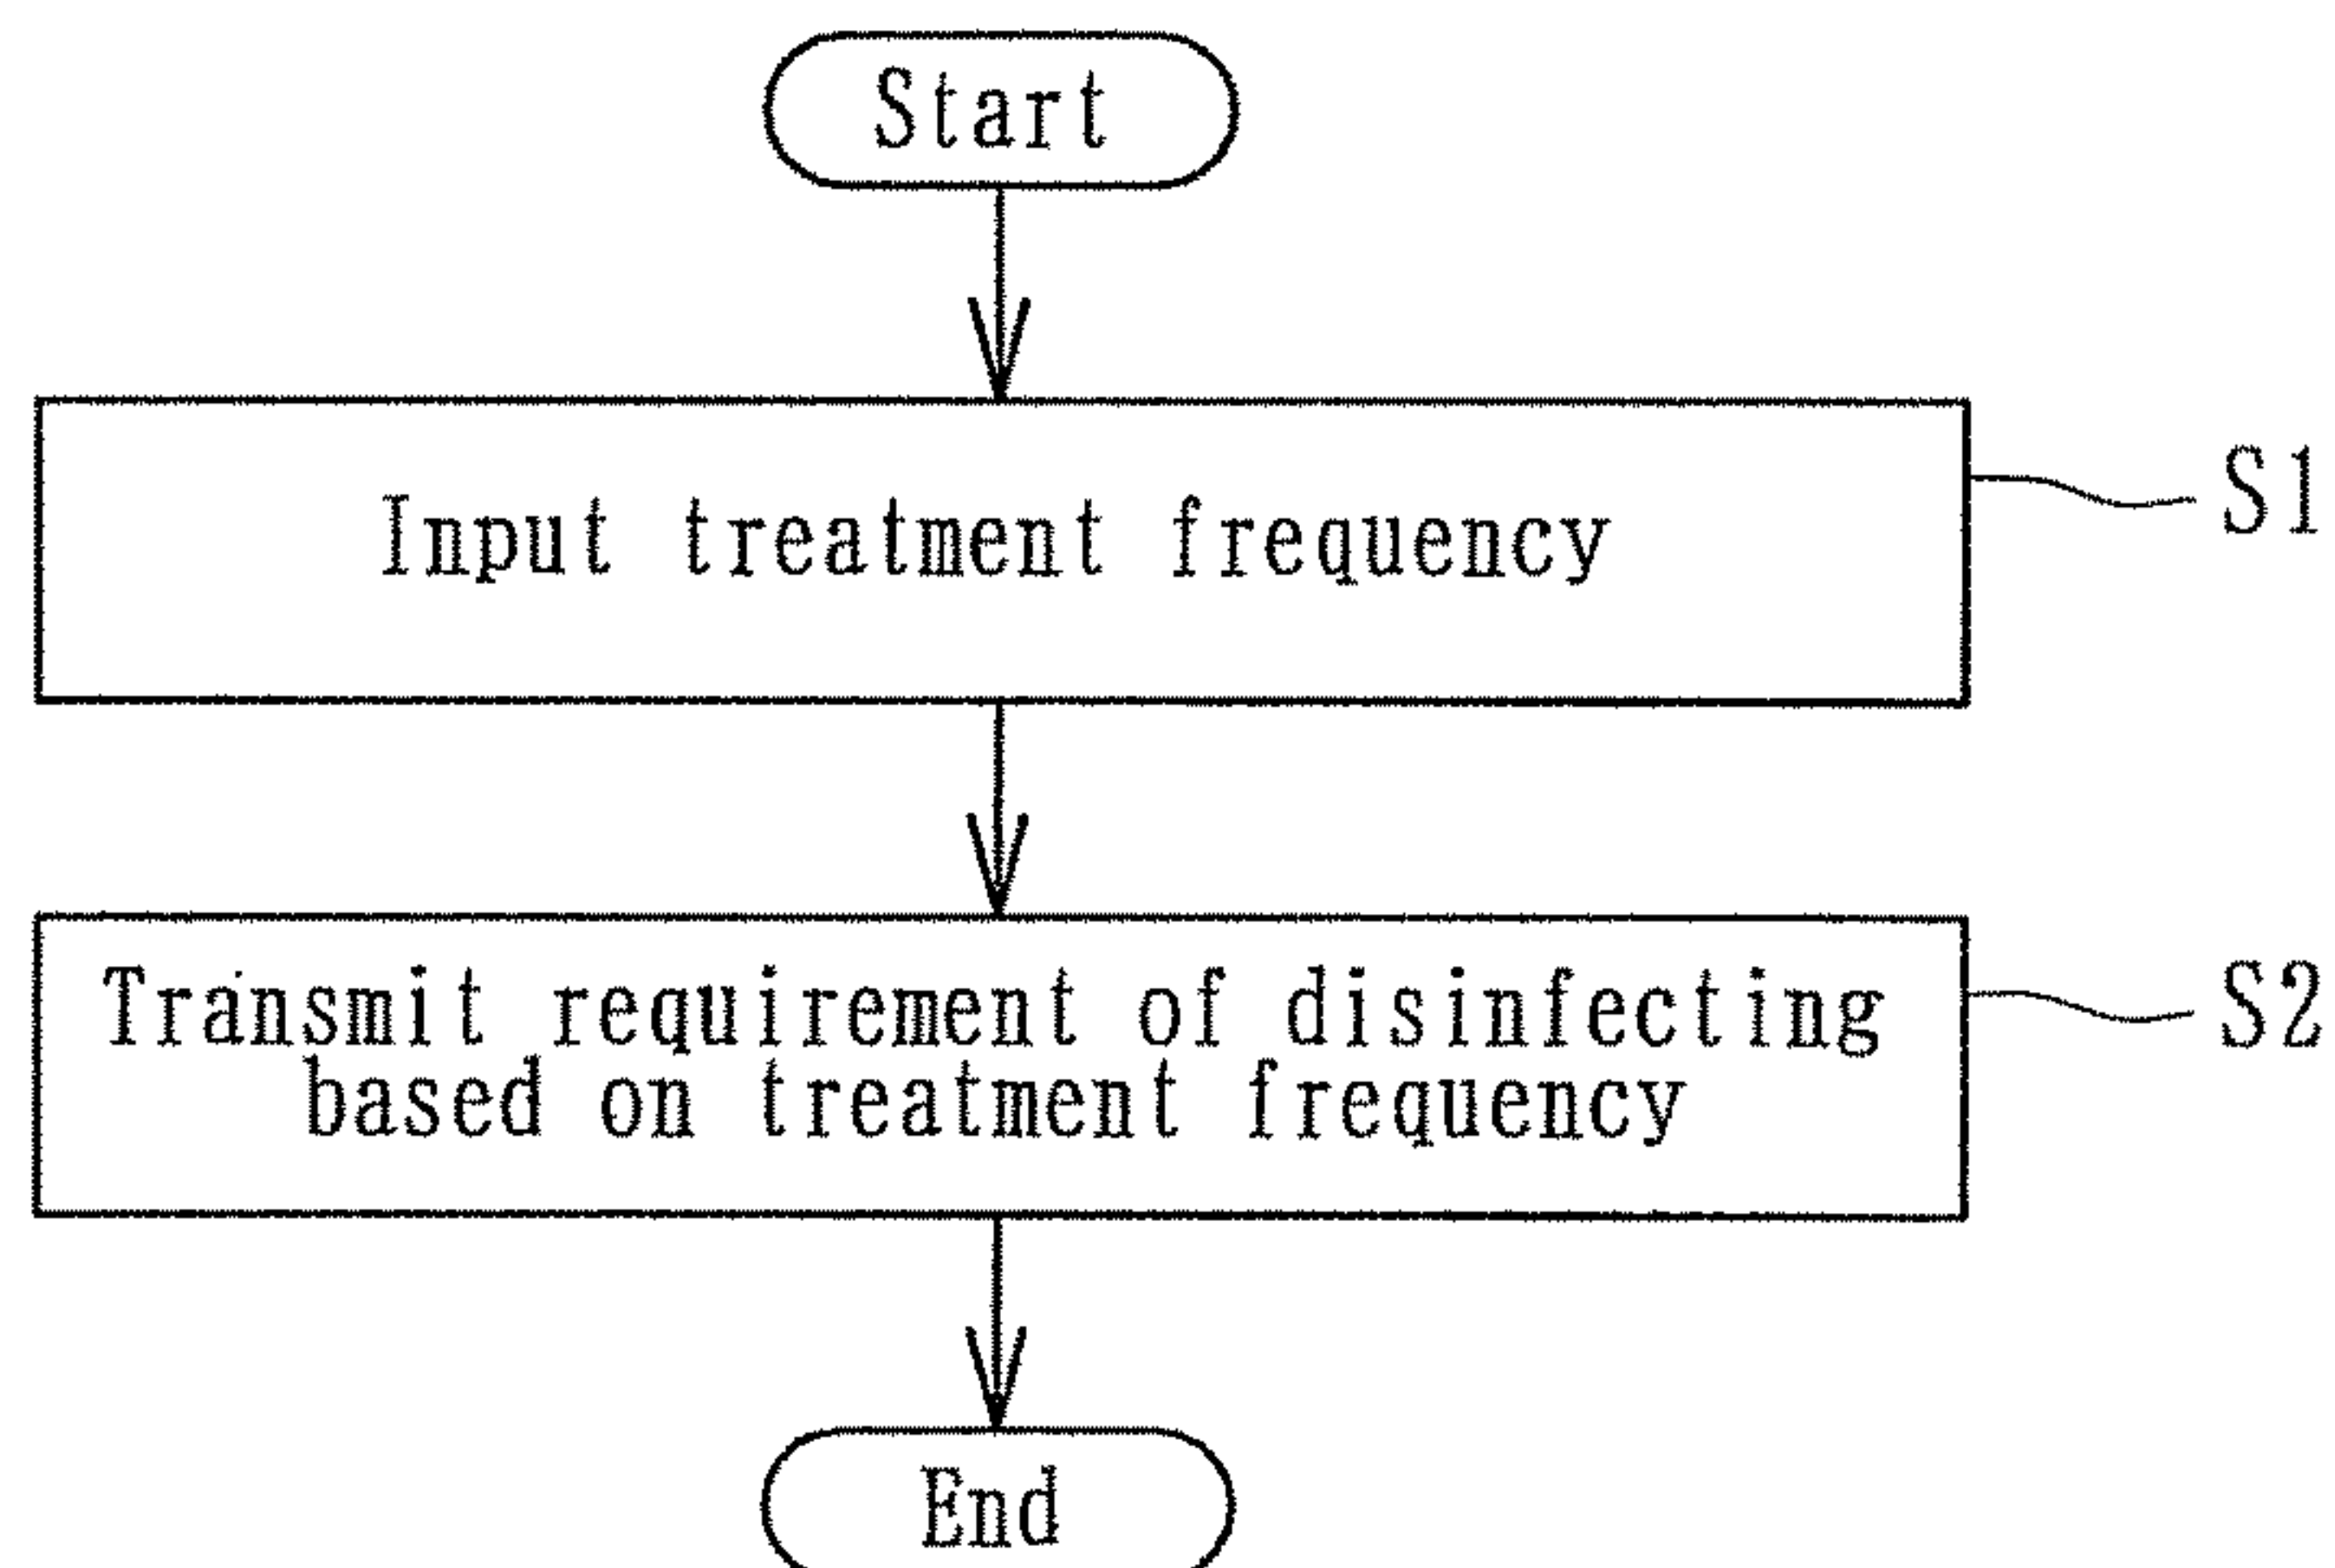 Start
Input treatment frequency
S1
Transmit requirement of disinfecting
based on treatment frequency
S2
End